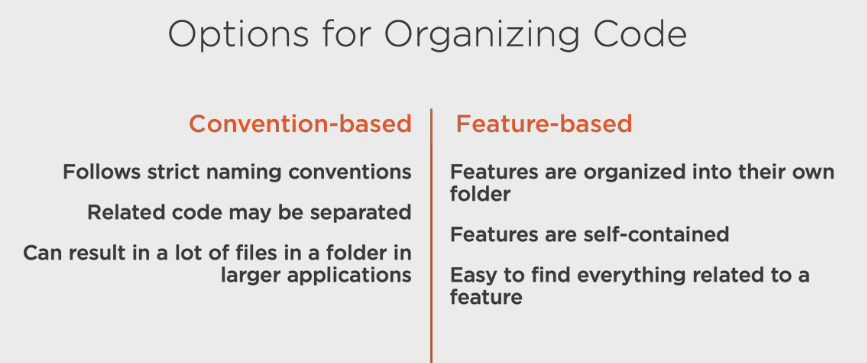 Options for Organizing Code
Convention-based
Follows strict naming conventions
Related code may be separated
Can result in a lot of files in a folder in
larger applications
Feature-based
Features are organized into their own
folder
Features are self-contained
Easy to find everything related to a
feature